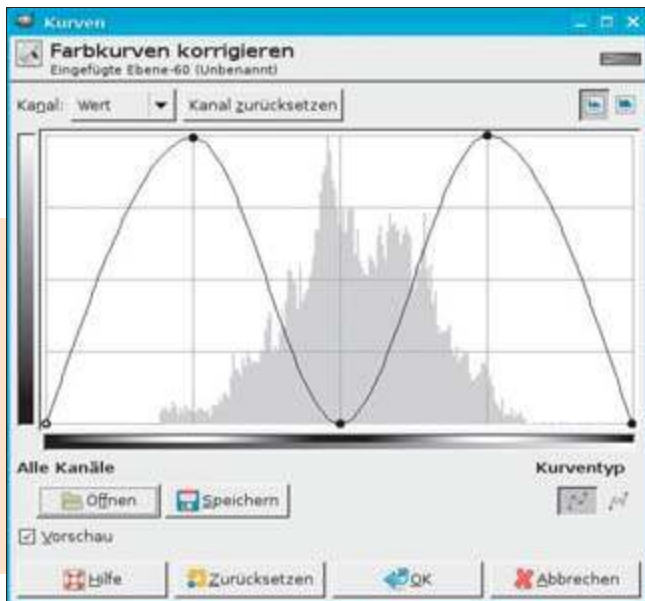 Kurven
Farbkurven korrigieren
Eingefügte Ebene-60 (Unbenannt)
Kanal: Wert Kanal zurücksetzen
Alle Kanäle Kurventyp
Öffnen Speichern
Vorschau
Hilfe Zurücksetzen OK Abbrechen